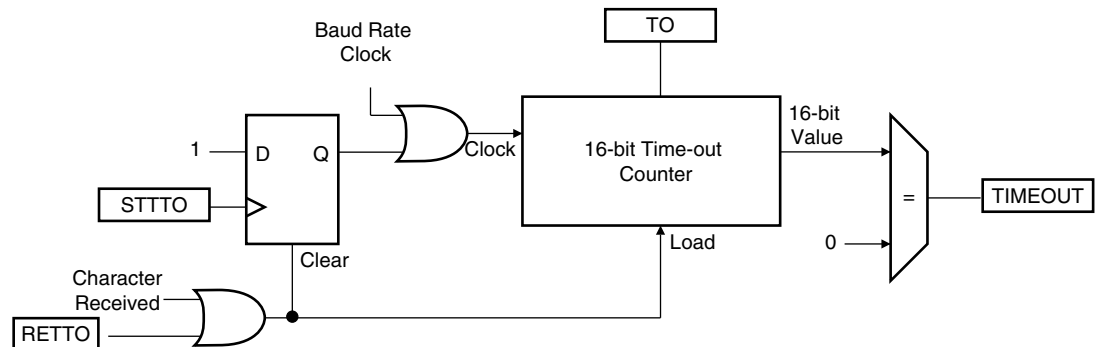 TO
Baud Rate
Clock
16-bit
Value
1
D
Q
Clock
16-bit Time-out
Counter
STTTO
=
TIMEOUT
Clear
Load
0
Character
Received
RETTO